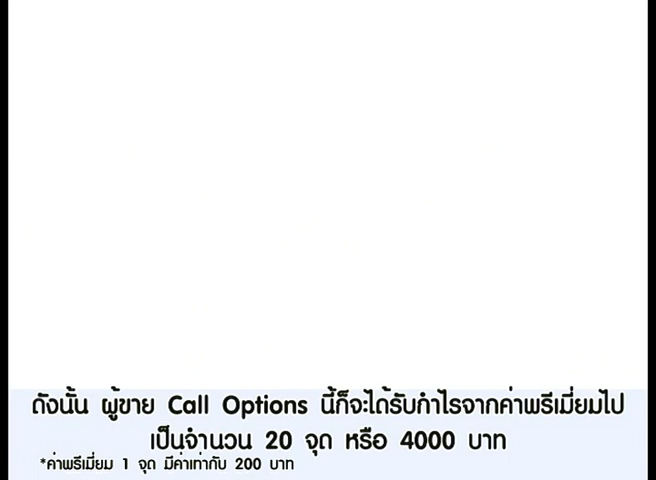 ดังนั้น ผู้ขาย Call Options นี้ก็จะได้รับกำไรจากค่าพรีเมี่ยมไป
เป็นจำนวน 20 จุด หรือ 4000 บาท
*ค่าพรีเมี่ยม 1 จุด มีค่าเท่ากับ 200 บาท